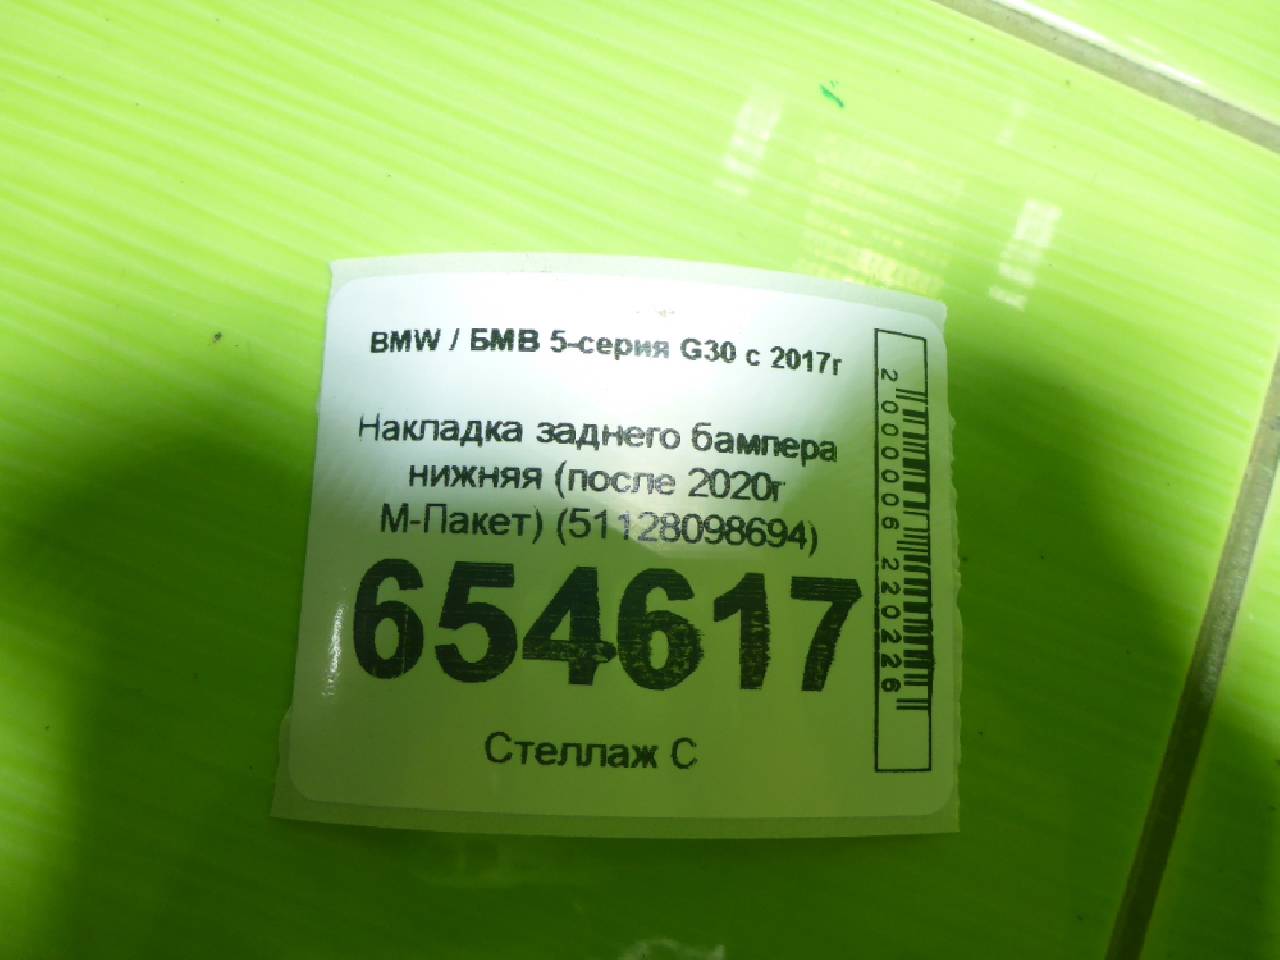 BMW / БМВ 5-серия G30 с 2017г
Накладка заднего бампера
нижняя (после 2020г
М-Пакет) (51128098694)
654617
Стеллаж С
2000006220226